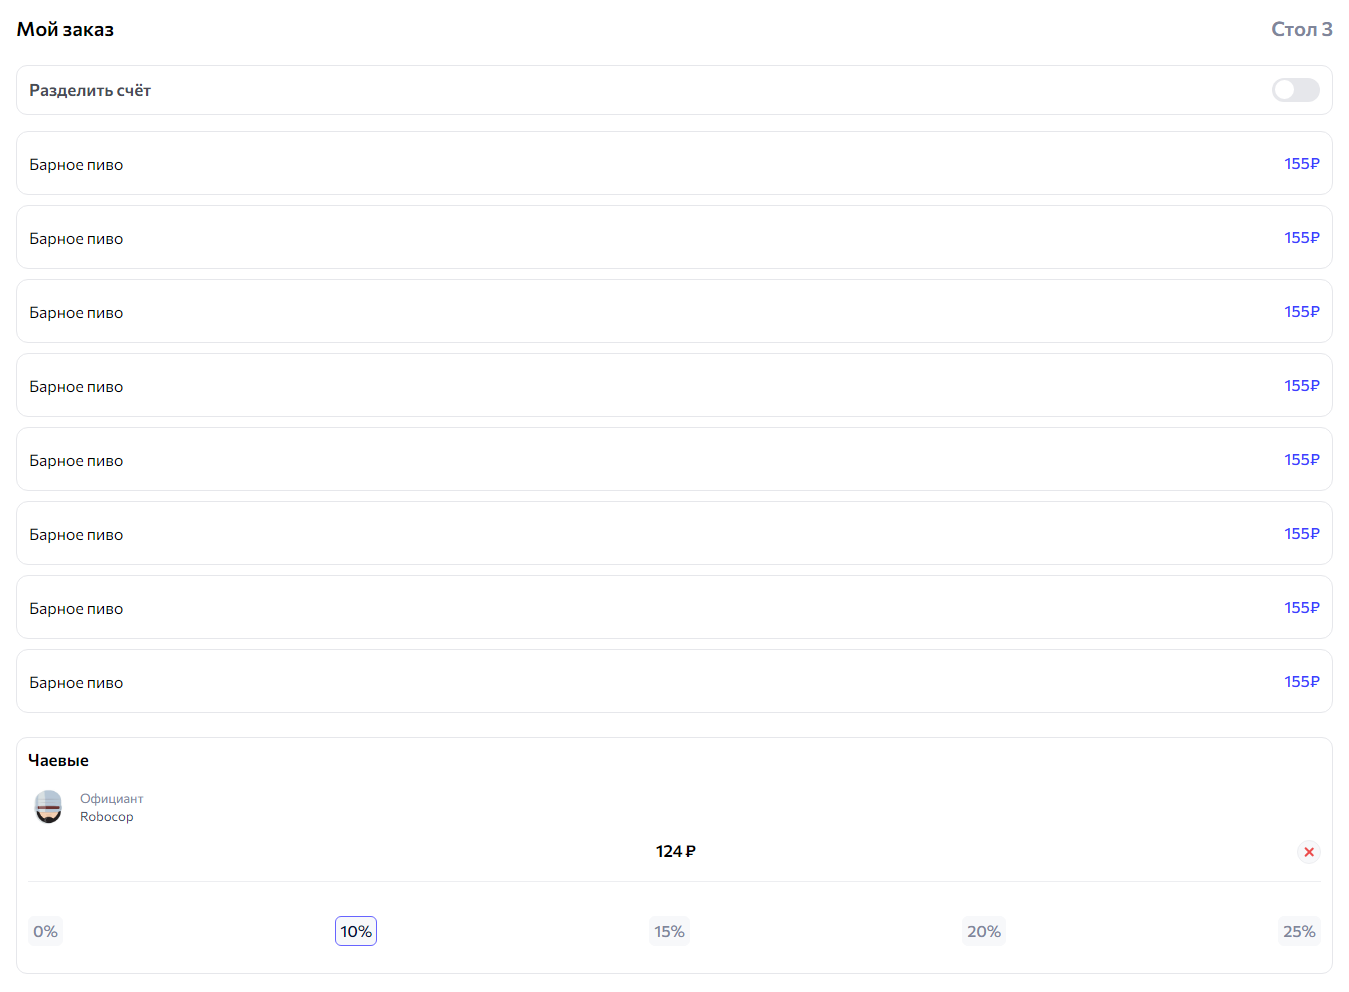 Мой заказ
Стол 3
Разделить счёт
Барное пиво 155₽
Барное пиво 155₽
Барное пиво 155₽
Барное пиво 155₽
Барное пиво 155₽
Барное пиво 155₽
Барное пиво 155₽
Барное пиво 155₽
Чаевые
Официант
Robocop
124 ₽
0% 10% 15% 20% 25%